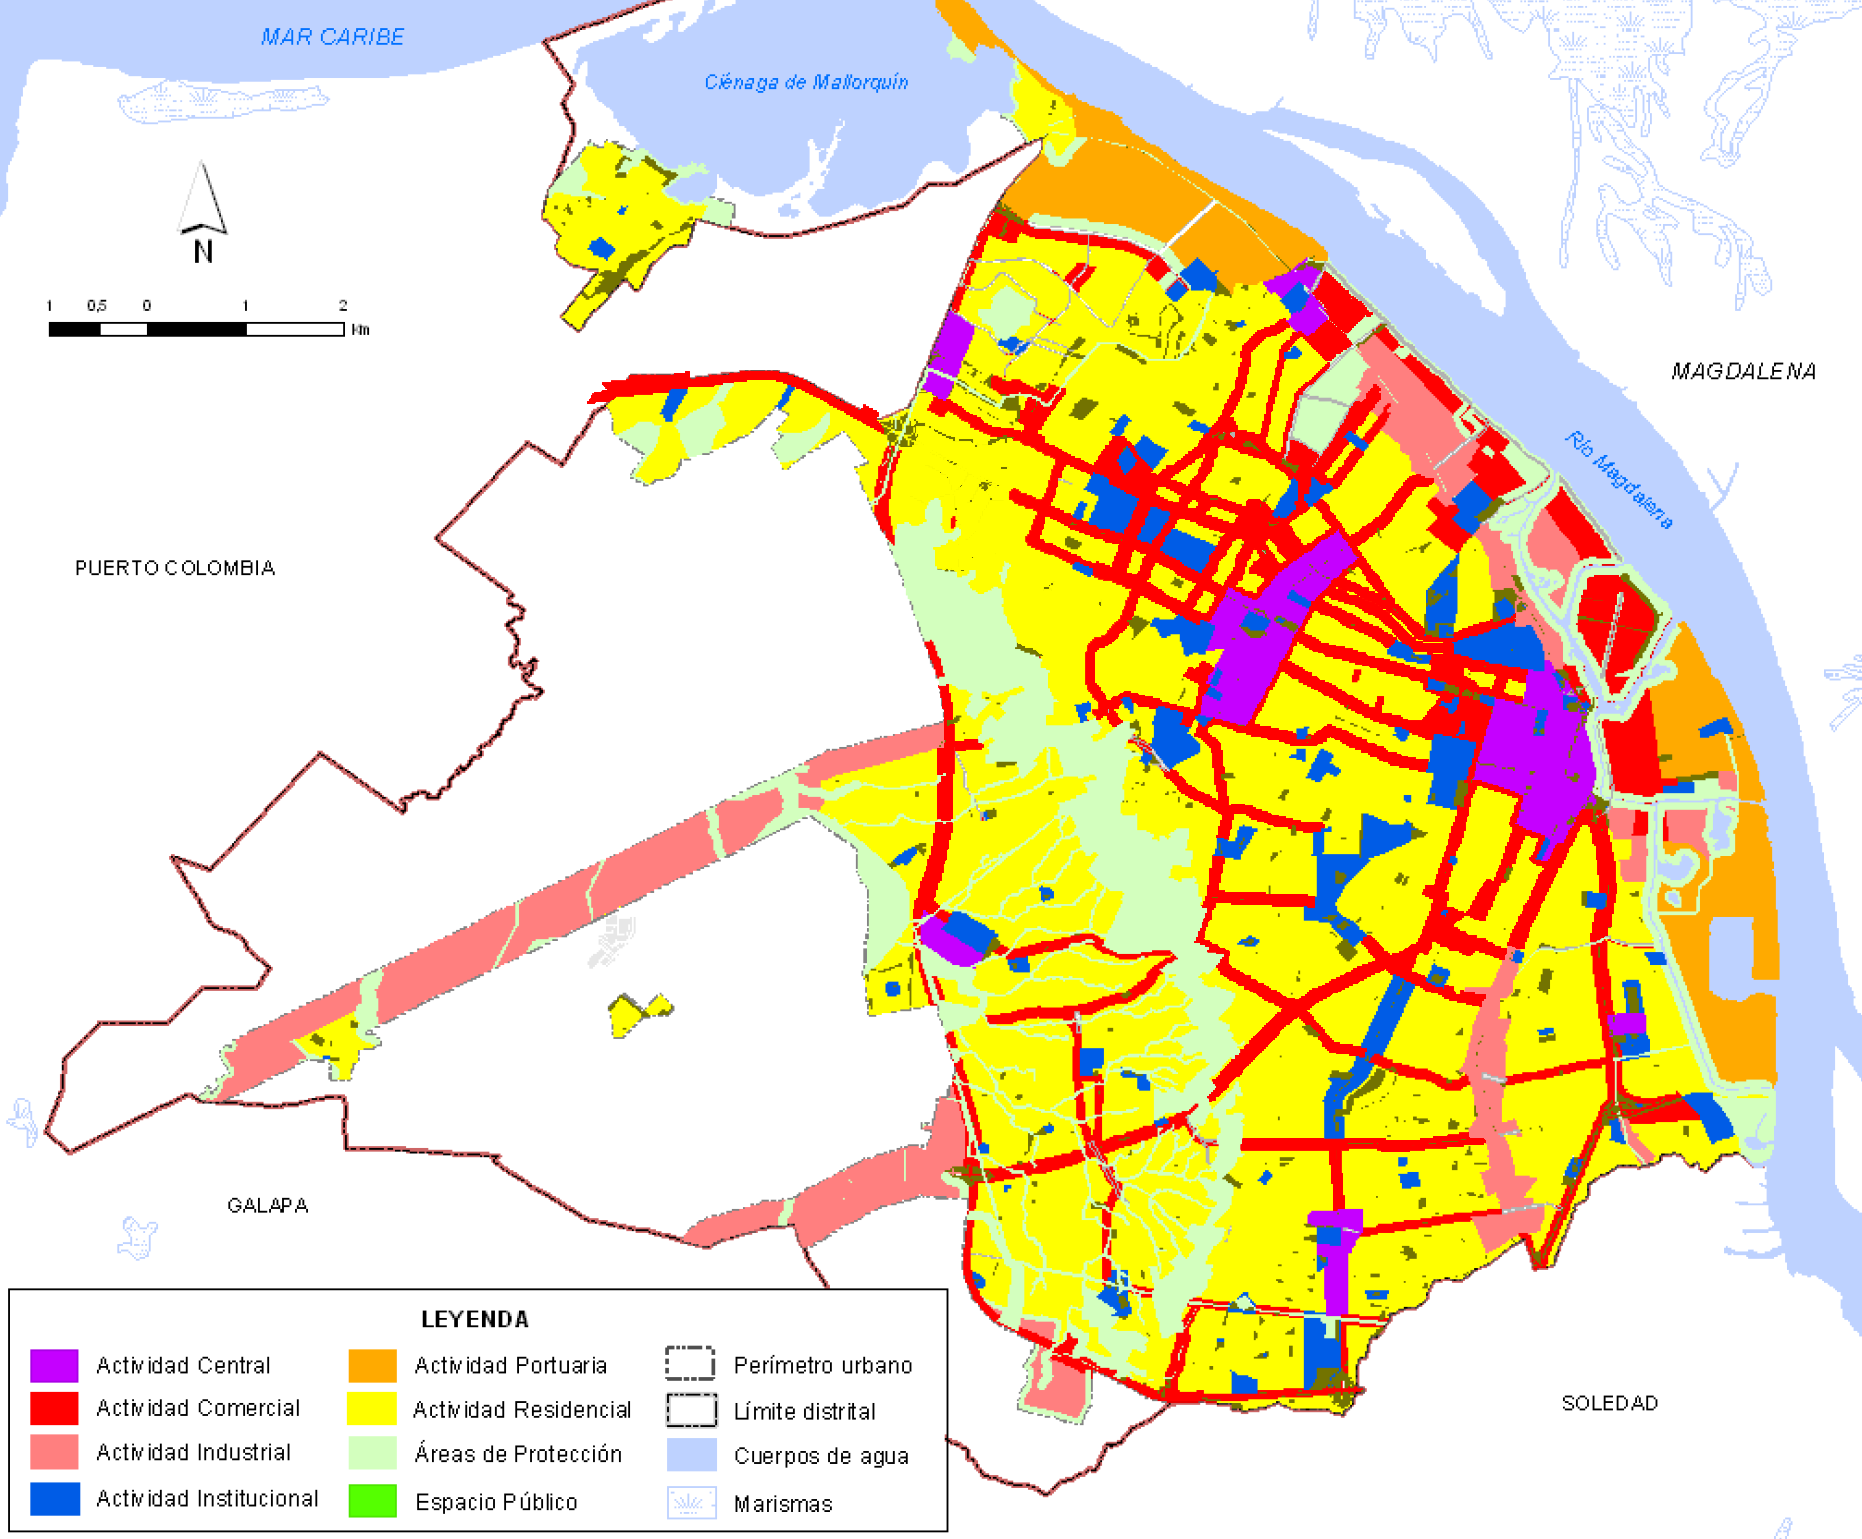 MAR CARIBE
Ciénaga de Mallorquín
N
1 0,5 0 1 2
Km
MAGDALENA
Río Magdalena
PUERTO COLOMBIA
GALAPA
SOLEDAD
LEYENDA
Actividad Central
Actividad Comercial
Actividad Industrial
Actividad Institucional
Actividad Portuaria
Actividad Residencial
Áreas de Protección
Espacio Público
Perímetro urbano
Límite distrital
Cuerpos de agua
Marismas